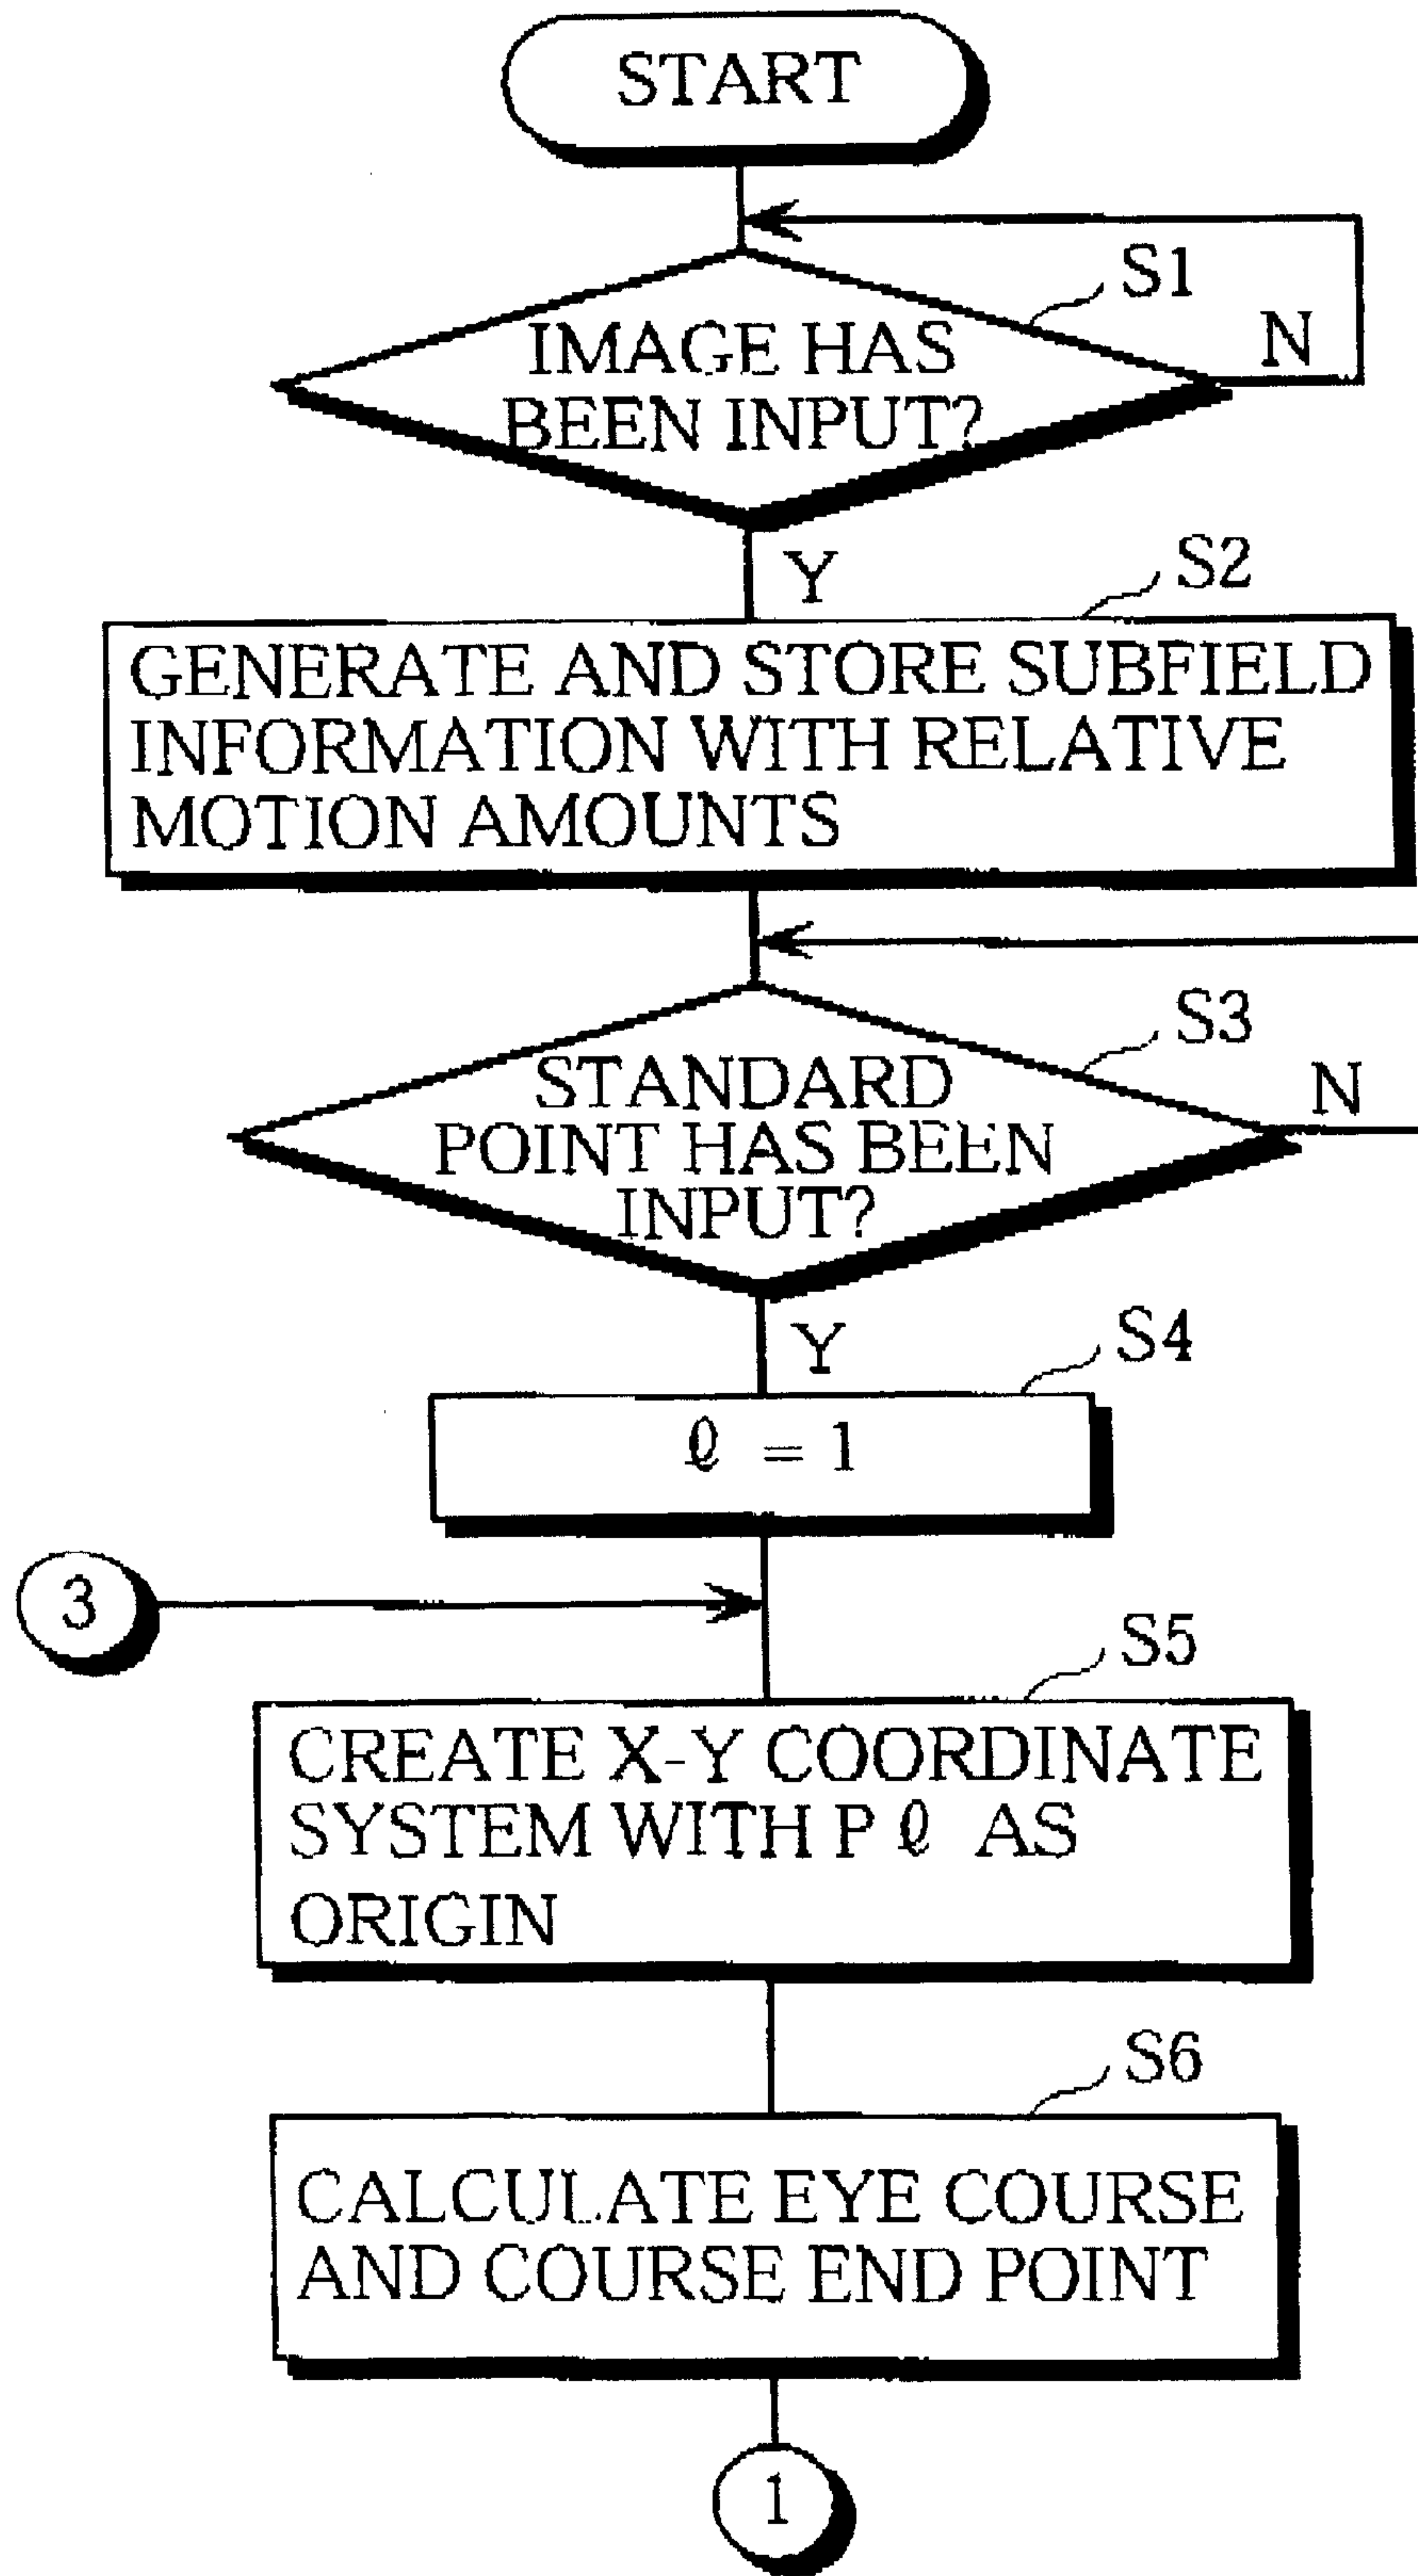 START
S1
IMAGE HAS
BEEN INPUT?
N
Y
S2
GENERATE AND STORE SUBFIELD
INFORMATION WITH RELATIVE
MOTION AMOUNTS
S3
STANDARD
POINT HAS BEEN
INPUT?
N
Y
S4
ℓ = 1
3
S5
CREATE X-Y COORDINATE
SYSTEM WITH P ℓ AS
ORIGIN
S6
CALCULATE EYE COURSE
AND COURSE END POINT
1